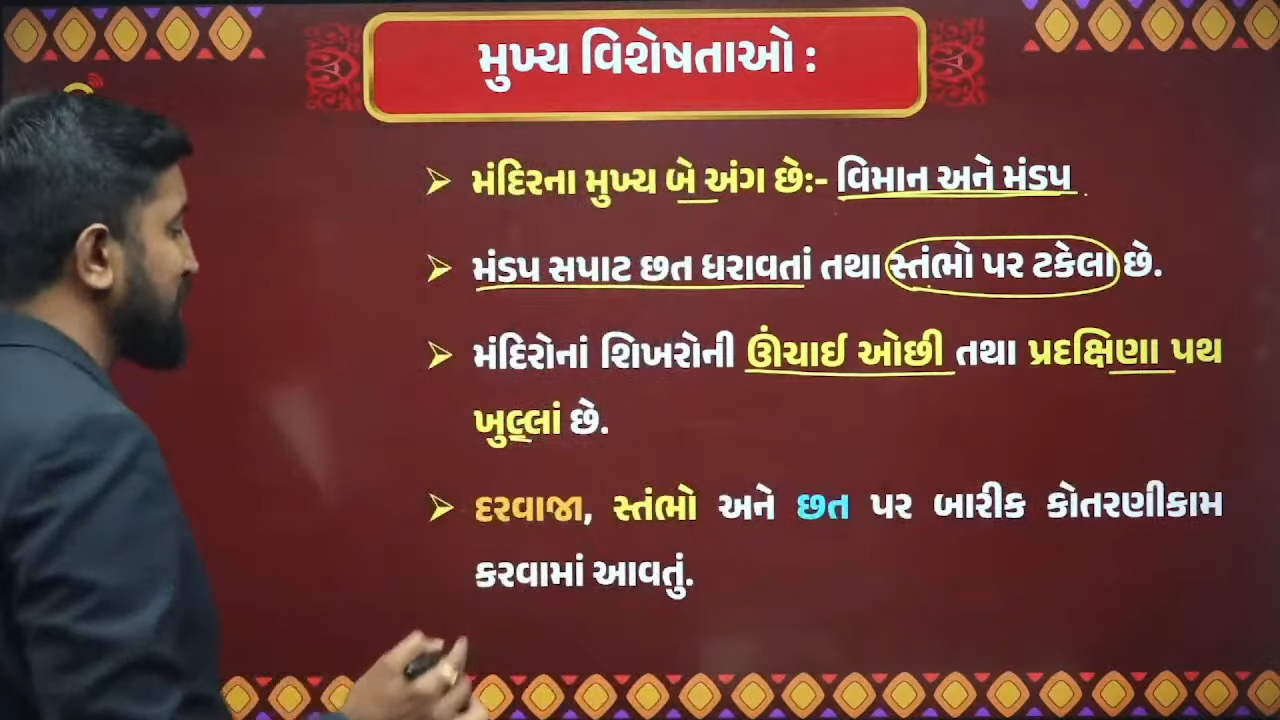 મુખ્ય વિશેષતાઓ :
➢ મંદિરના મુખ્ય બે અંગ છે:- વિમાન અને મંડપ
➢ મંડપ સપાટ છત ધરાવતાં તથા સ્તંભો પર ટકેલા છે.
➢ મંદિરોનાં શિખરોની ઊંચાઈ ઓછી તથા પ્રદક્ષિણા પથ
ખુલ્લાં છે.
➢ દરવાજા, સ્તંભો અને છત પર બારીક કોતરણીકામ
કરવામાં આવતું.